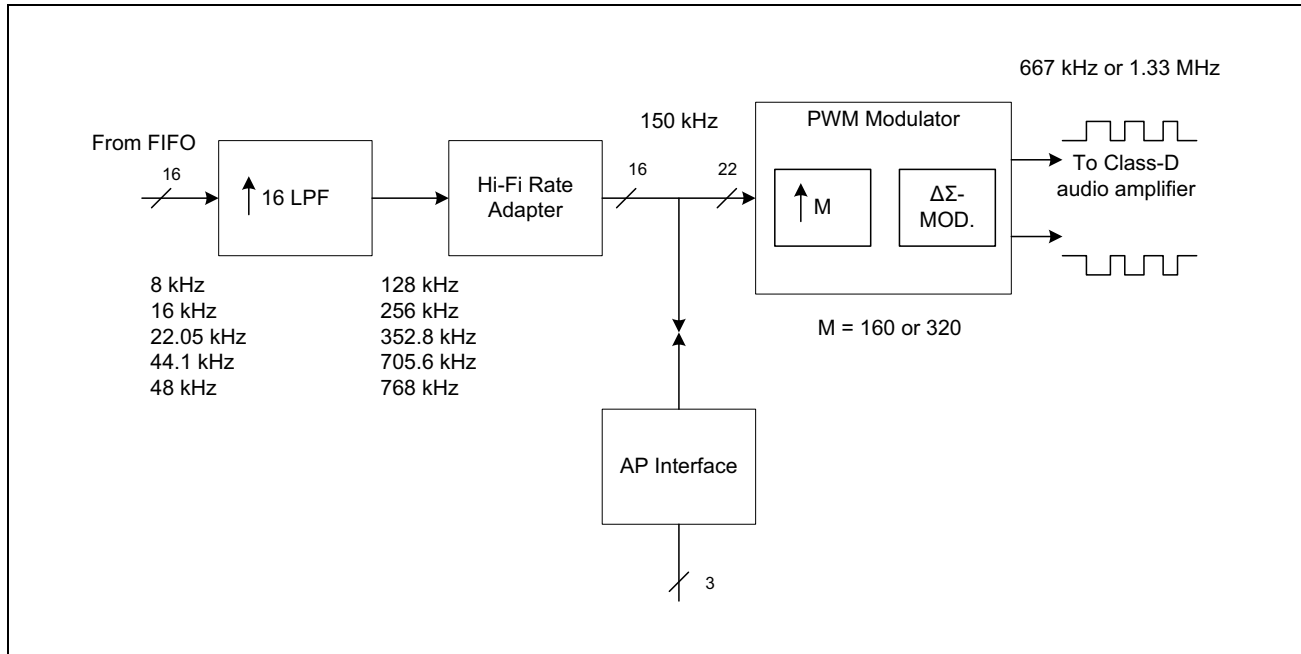 667 kHz or 1.33 MHz
From FIFO
16
↑ 16 LPF
Hi-Fi Rate
Adapter
16
150 kHz
22
PWM Modulator
↑ M
ΔΣ-
MOD.
To Class-D
audio amplifier
8 kHz
16 kHz
22.05 kHz
44.1 kHz
48 kHz
128 kHz
256 kHz
352.8 kHz
705.6 kHz
768 kHz
M = 160 or 320
AP Interface
3